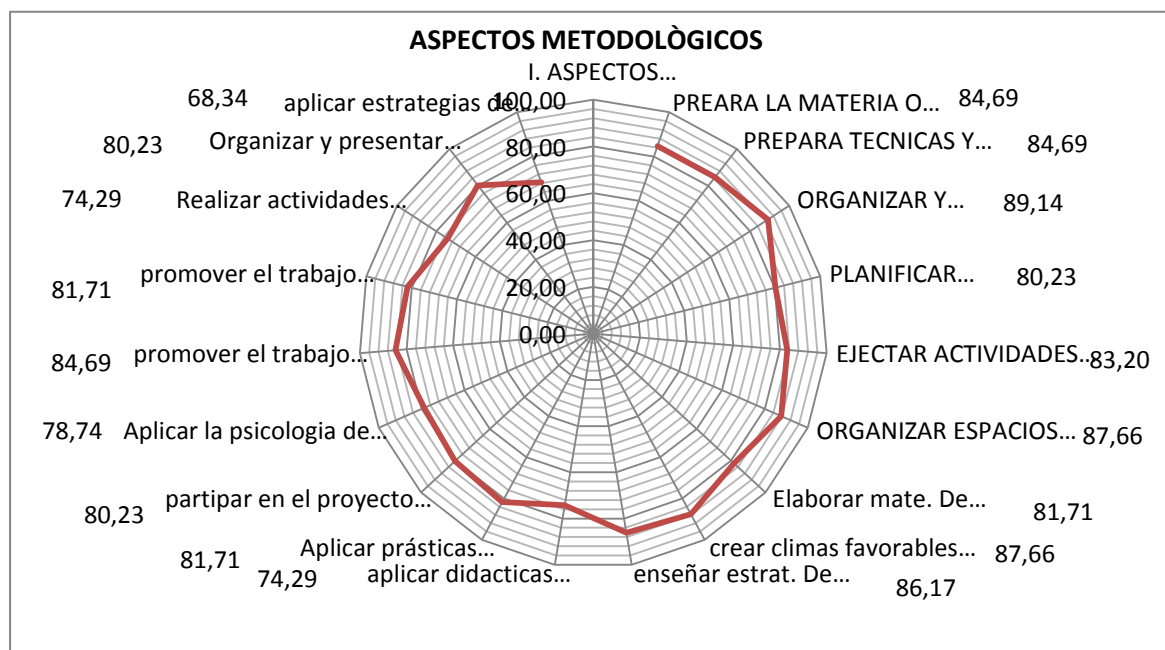 ASPECTOS METODOLÒGICOS
I. ASPECTOS...
PREARA LA MATERIA O... 84,69
PREPARA TECNICAS Y... 84,69
ORGANIZAR Y... 89,14
PLANIFICAR... 80,23
EJECTAR ACTIVIDADES... 83,20
ORGANIZAR ESPACIOS... 87,66
Elaborar mate. De... 81,71
crear climas favorables... 87,66
enseñar estrat. De... 86,17
aplicar didacticas... 74,29
Aplicar prásticas... 81,71
partipar en el proyecto... 80,23
Aplicar la psicologia de... 78,74
promover el trabajo... 84,69
promover el trabajo... 81,71
Realizar actividades... 74,29
Organizar y presentar... 80,23
aplicar estrategias de... 68,34
100,00
80,00
60,00
40,00
20,00
0,00